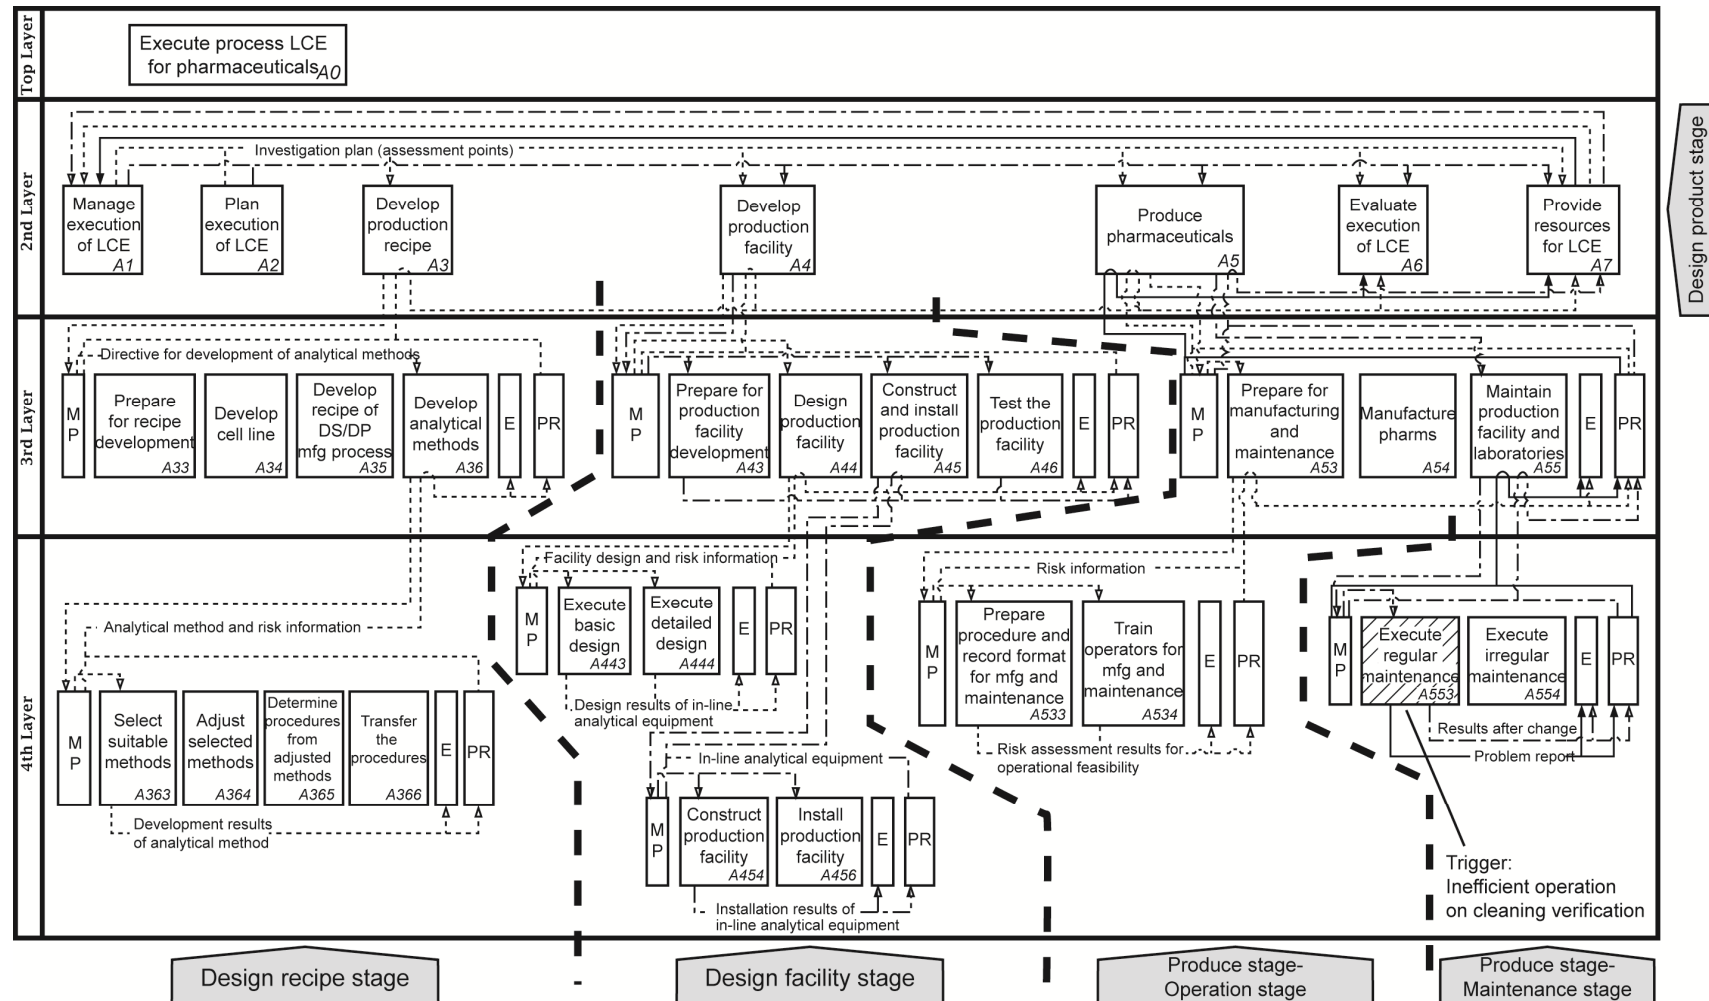 Top Layer
Execute process LCE
for pharmaceuticals
A0
2nd Layer
Investigation plan (assessment points)
Manage
execution
of LCE
A1
Plan
execution
of LCE
A2
Develop
production
recipe
A3
Develop
production
facility
A4
Produce
pharmaceuticals
A5
Evaluate
execution
of LCE
A6
Provide
resources
for LCE
A7
Design product stage
3rd Layer
Directive for development of analytical methods
M
P
Prepare
for recipe
development
A33
Develop
cell line
A34
Develop
recipe of
DS/DP
mfg process
A35
Develop
analytical
methods
A36
E
PR
M
P
Prepare for
production
facility
development
A43
Design
production
facility
A44
Construct
and install
production
facility
A45
Test the
production
facility
A46
E
PR
M
P
Prepare for
manufacturing
and
maintenance
A53
Manufacture
pharms
A54
Maintain
production
facility and
laboratories
A55
E
PR
4th Layer
Analytical method and risk information
M
P
Select
suitable
methods
A363
Adjust
selected
methods
A364
Determine
procedures
from
adjusted
methods
A365
Transfer
the
procedures
A366
E
PR
Development results
of analytical method
Facility design and risk information
M
P
Execute
basic
design
A443
Execute
detailed
design
A444
E
PR
Design results of in-line
analytical equipment
In-line analytical equipment
M
P
Construct
production
facility
A454
Install
production
facility
A456
E
PR
Installation results of
in-line analytical equipment
Risk information
M
P
Prepare
procedure and
record format
for mfg and
maintenance
A533
Train
operators for
mfg and
maintenance
A534
E
PR
Risk assessment results for
operational feasibility
M
P
Execute
regular
maintenance
A553
Execute
irregular
maintenance
A554
E
PR
Results after change
Problem report
Trigger:
Inefficient operation
on cleaning verification
Design recipe stage
Design facility stage
Produce stage-
Operation stage
Produce stage-
Maintenance stage